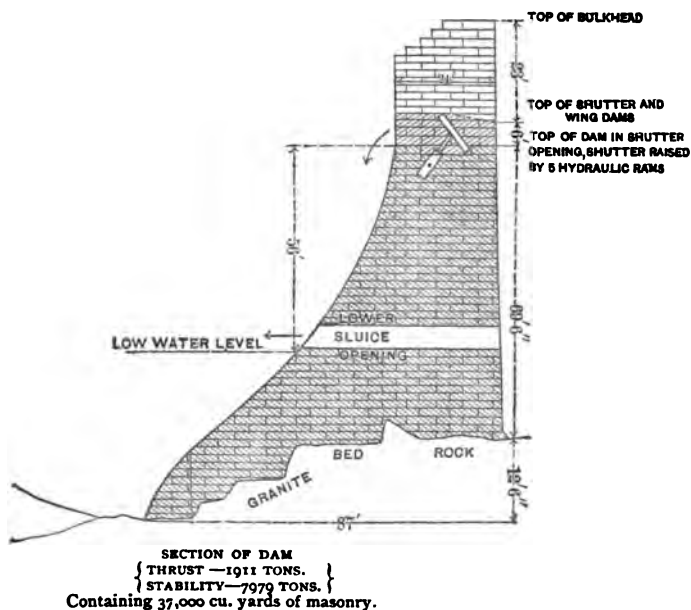 TOP OF BULKHEAD
TOP OF SHUTTER AND
WING DAMS
TOP OF DAM IN SHUTTER
OPENING, SHUTTER RAISED
BY 5 HYDRAULIC RAMS
LOWER
LOW WATER LEVEL
SLUICE
OPENING
BED
ROCK
GRANITE
12'6"
87'
SECTION OF DAM
{ THRUST —1911 TONS. }
{ STABILITY—7979 TONS. }
Containing 37,000 cu. yards of masonry.